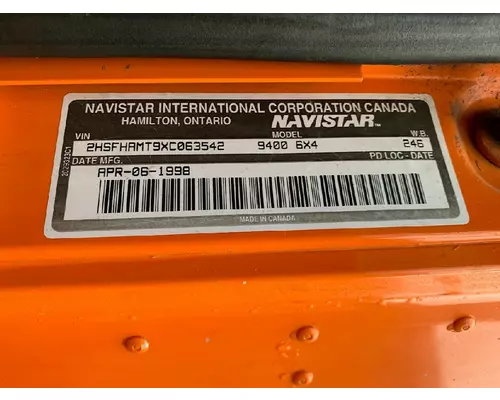 NAVISTAR INTERNATIONAL CORPORATION CANADA
HAMILTON, ONTARIO NAVISTAR™
VIN MODEL W.B.
2HSFHAMT9XC063542 9400 6X4 246
DATE MFG. PD LOC - DATE
APR-06-1998
MADE IN CANADA